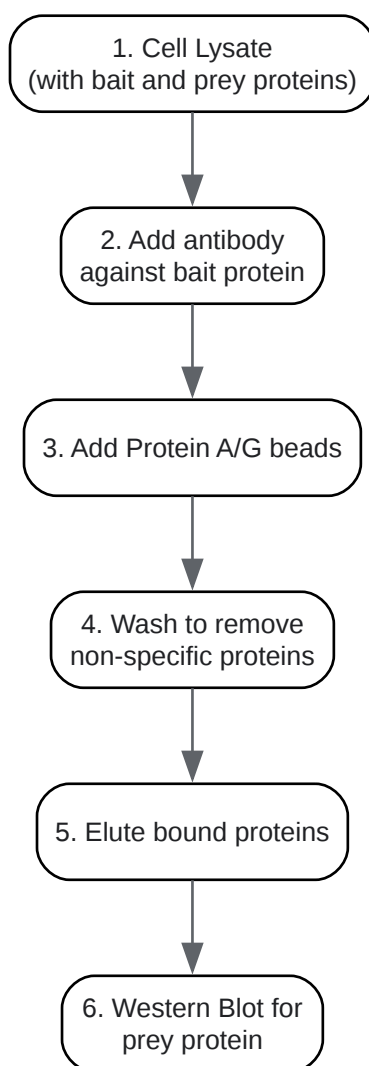 1. Cell Lysate
(with bait and prey proteins)
2. Add antibody
against bait protein
3. Add Protein A/G beads
4. Wash to remove
non-specific proteins
5. Elute bound proteins
6. Western Blot for
prey protein